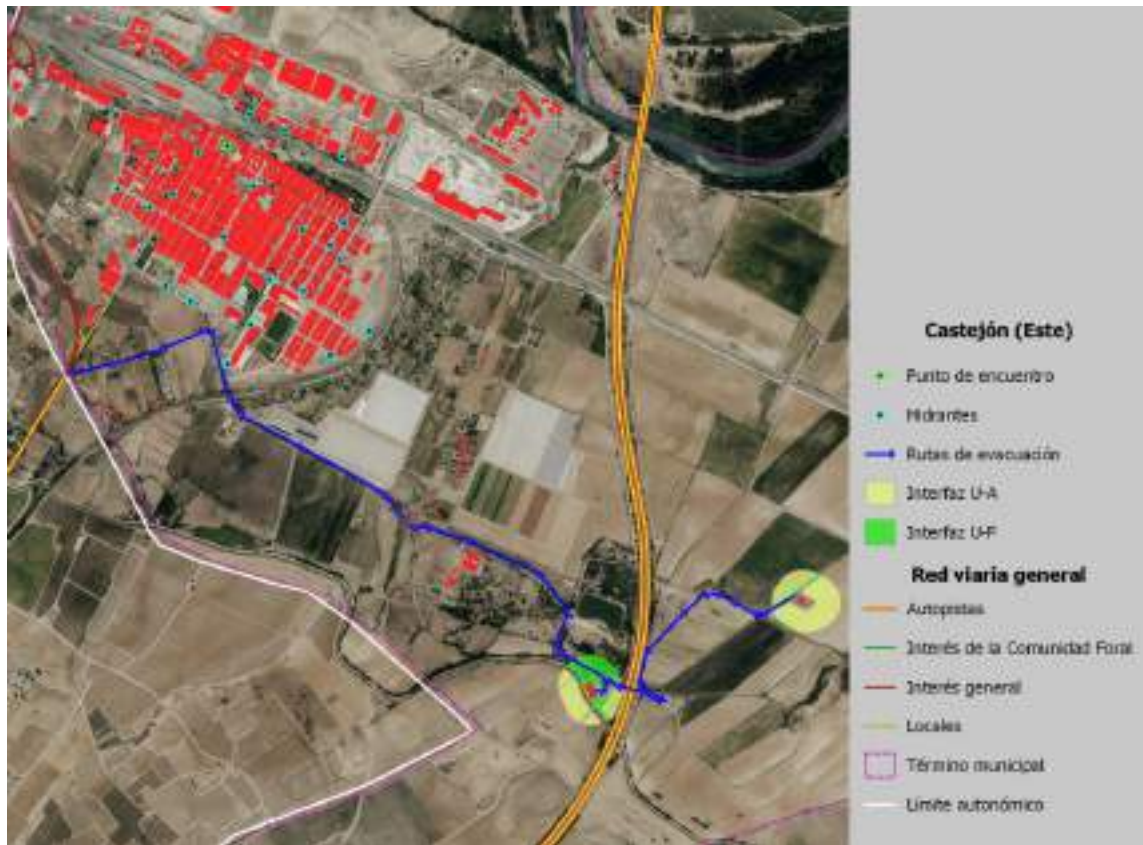 Castejón (Este)
Punto de encuentro
Hidrantes
Rutas de evacuación
Interfaz U-A
Interfaz U-F
Red viaria general
Autopistas
Interés de la Comunidad Foral
Interés general
Locales
Término municipal
Límite autonómico